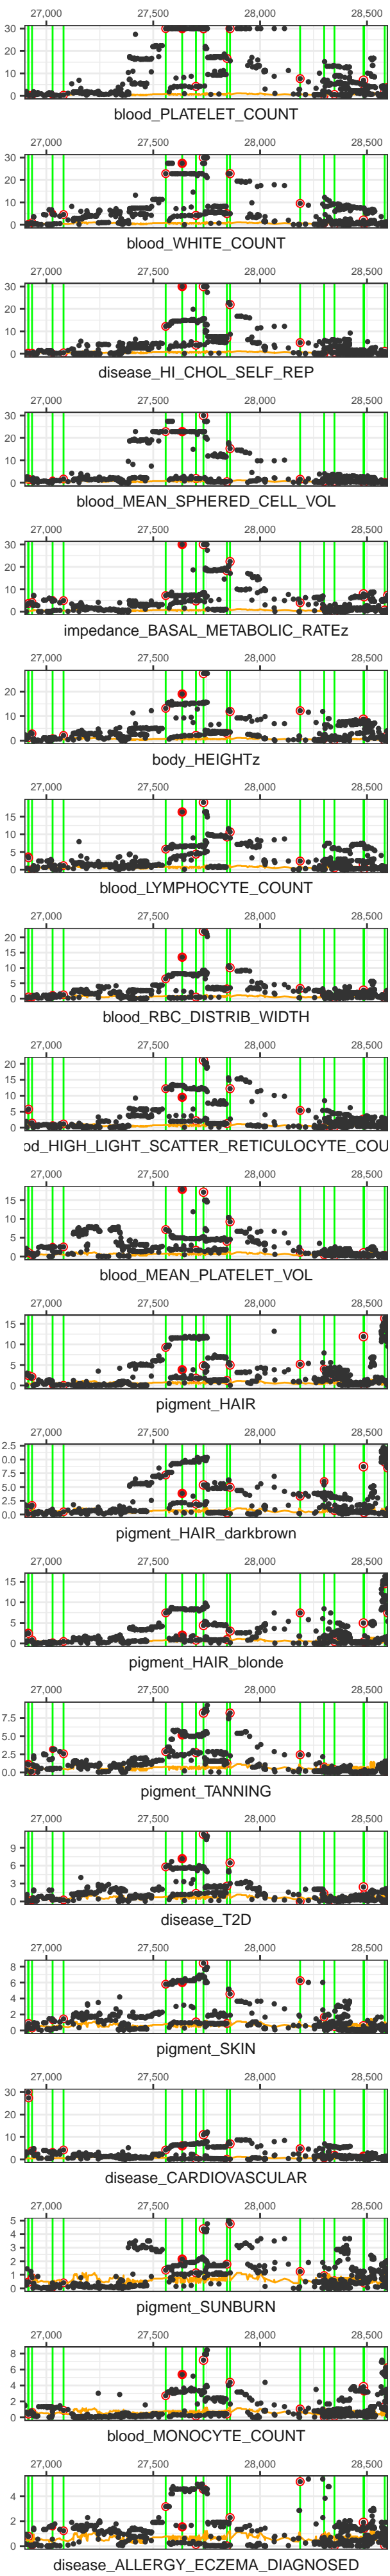 27,000 27,500 28,000 28,500
30
20
10
0
blood_PLATELET_COUNT
27,000 27,500 28,000 28,500
30
20
10
0
blood_WHITE_COUNT
27,000 27,500 28,000 28,500
30
20
10
0
disease_HI_CHOL_SELF_REP
27,000 27,500 28,000 28,500
30
20
10
0
blood_MEAN_SPHERED_CELL_VOL
27,000 27,500 28,000 28,500
30
20
10
0
impedance_BASAL_METABOLIC_RATEz
27,000 27,500 28,000 28,500
20
10
0
body_HEIGHTz
27,000 27,500 28,000 28,500
15
10
5
0
blood_LYMPHOCYTE_COUNT
27,000 27,500 28,000 28,500
20
15
10
5
0
blood_RBC_DISTRIB_WIDTH
27,000 27,500 28,000 28,500
20
15
10
5
0
od_HIGH_LIGHT_SCATTER_RETICULOCYTE_COU
27,000 27,500 28,000 28,500
15
10
5
0
blood_MEAN_PLATELET_VOL
27,000 27,500 28,000 28,500
15
10
5
0
pigment_HAIR
27,000 27,500 28,000 28,500
2.5
0.0
7.5
5.0
2.5
0.0
pigment_HAIR_darkbrown
27,000 27,500 28,000 28,500
15
10
5
0
pigment_HAIR_blonde
27,000 27,500 28,000 28,500
7.5
5.0
2.5
0.0
pigment_TANNING
27,000 27,500 28,000 28,500
9
6
3
0
disease_T2D
27,000 27,500 28,000 28,500
8
6
4
2
0
pigment_SKIN
27,000 27,500 28,000 28,500
30
20
10
0
disease_CARDIOVASCULAR
27,000 27,500 28,000 28,500
5
4
3
2
1
0
pigment_SUNBURN
27,000 27,500 28,000 28,500
8
6
4
2
0
blood_MONOCYTE_COUNT
27,000 27,500 28,000 28,500
4
2
0
disease_ALLERGY_ECZEMA_DIAGNOSED